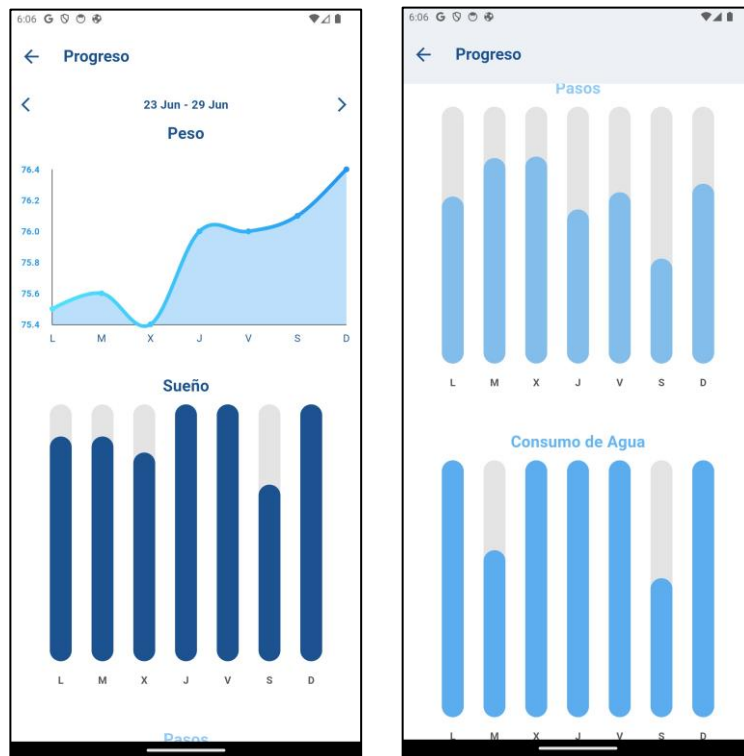 6:06 G
Progreso
23 Jun - 29 Jun
Peso
76.4
76.2
76.0
75.8
75.6
75.4
L M X J V S D
Sueño
L M X J V S D
Pasos
6:06 G
Progreso
Pasos
L M X J V S D
Consumo de Agua
L M X J V S D